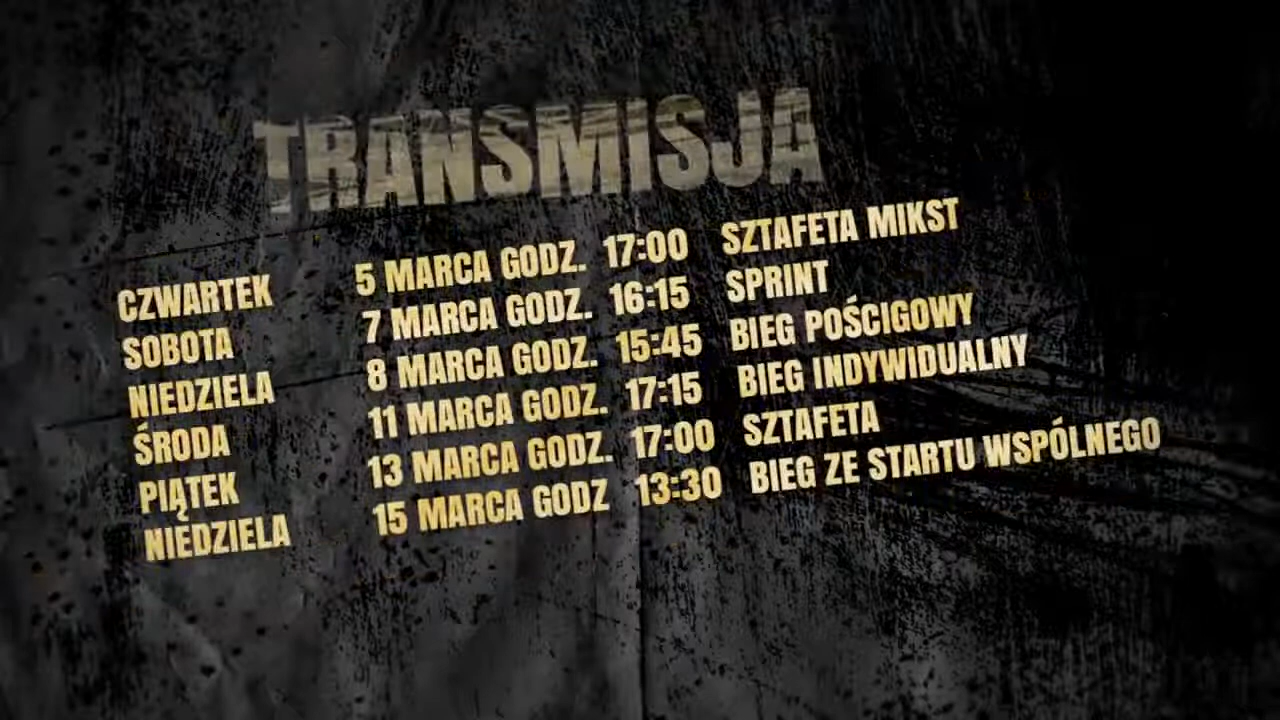 TRANSMISJA
CZWARTEK 5 MARCA GODZ. 17:00 SZTAFETA MIKST
SOBOTA 7 MARCA GODZ. 16:15 SPRINT
NIEDZIELA 8 MARCA GODZ. 15:45 BIEG POŚCIGOWY
ŚRODA 11 MARCA GODZ. 17:15 BIEG INDYWIDUALNY
PIĄTEK 13 MARCA GODZ. 17:00 SZTAFETA
NIEDZIELA 15 MARCA GODZ 13:30 BIEG ZE STARTU WSPÓLNEGO